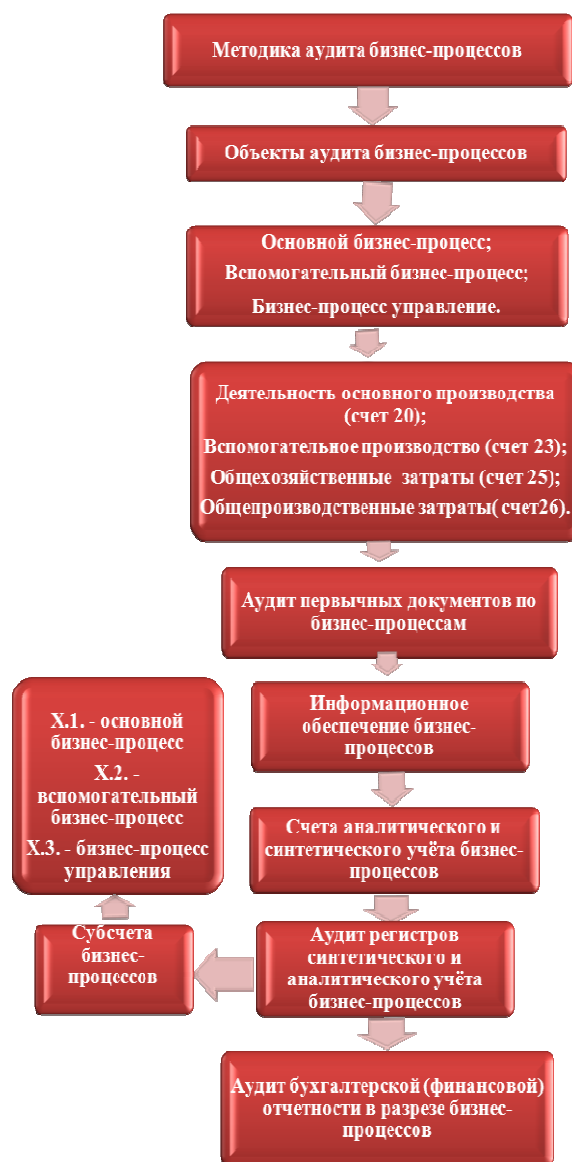 Методика аудита бизнес-процессов
Объекты аудита бизнес-процессов
Основной бизнес-процесс;
Вспомогательный бизнес-процесс;
Бизнес-процесс управление.
Деятельность основного производства
(счет 20);
Вспомогательное производство (счет 23);
Общехозяйственные затраты (счет 25);
Общепроизводственные затраты( счет26).
Аудит первычных документов по
бизнес-процессам
Информационное
обеспечение бизнес-
процессов
Счета аналитического и
синтетического учёта бизнес-
процессов
Аудит регистров
синтетического и
аналитического учёта
бизнес-процессов
Субсчета
бизнес-
процессов
X.1. - основной
бизнес-процесс
X.2. -
вспомогательный
бизнес-процесс
X.3. - бизнес-процесс
управления
Аудит бухгалтерской (финансовой)
отчетности в разрезе бизнес-
процессов